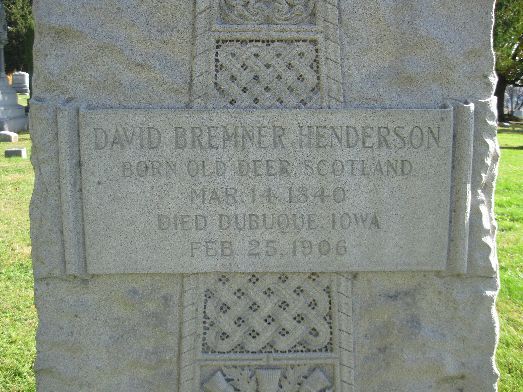 DAVID BREMNER HENDERSON
BORN OLD DEER, SCOTLAND
MAR. 14, 1840
DIED DUBUQUE, IOWA
FEB. 25, 1906